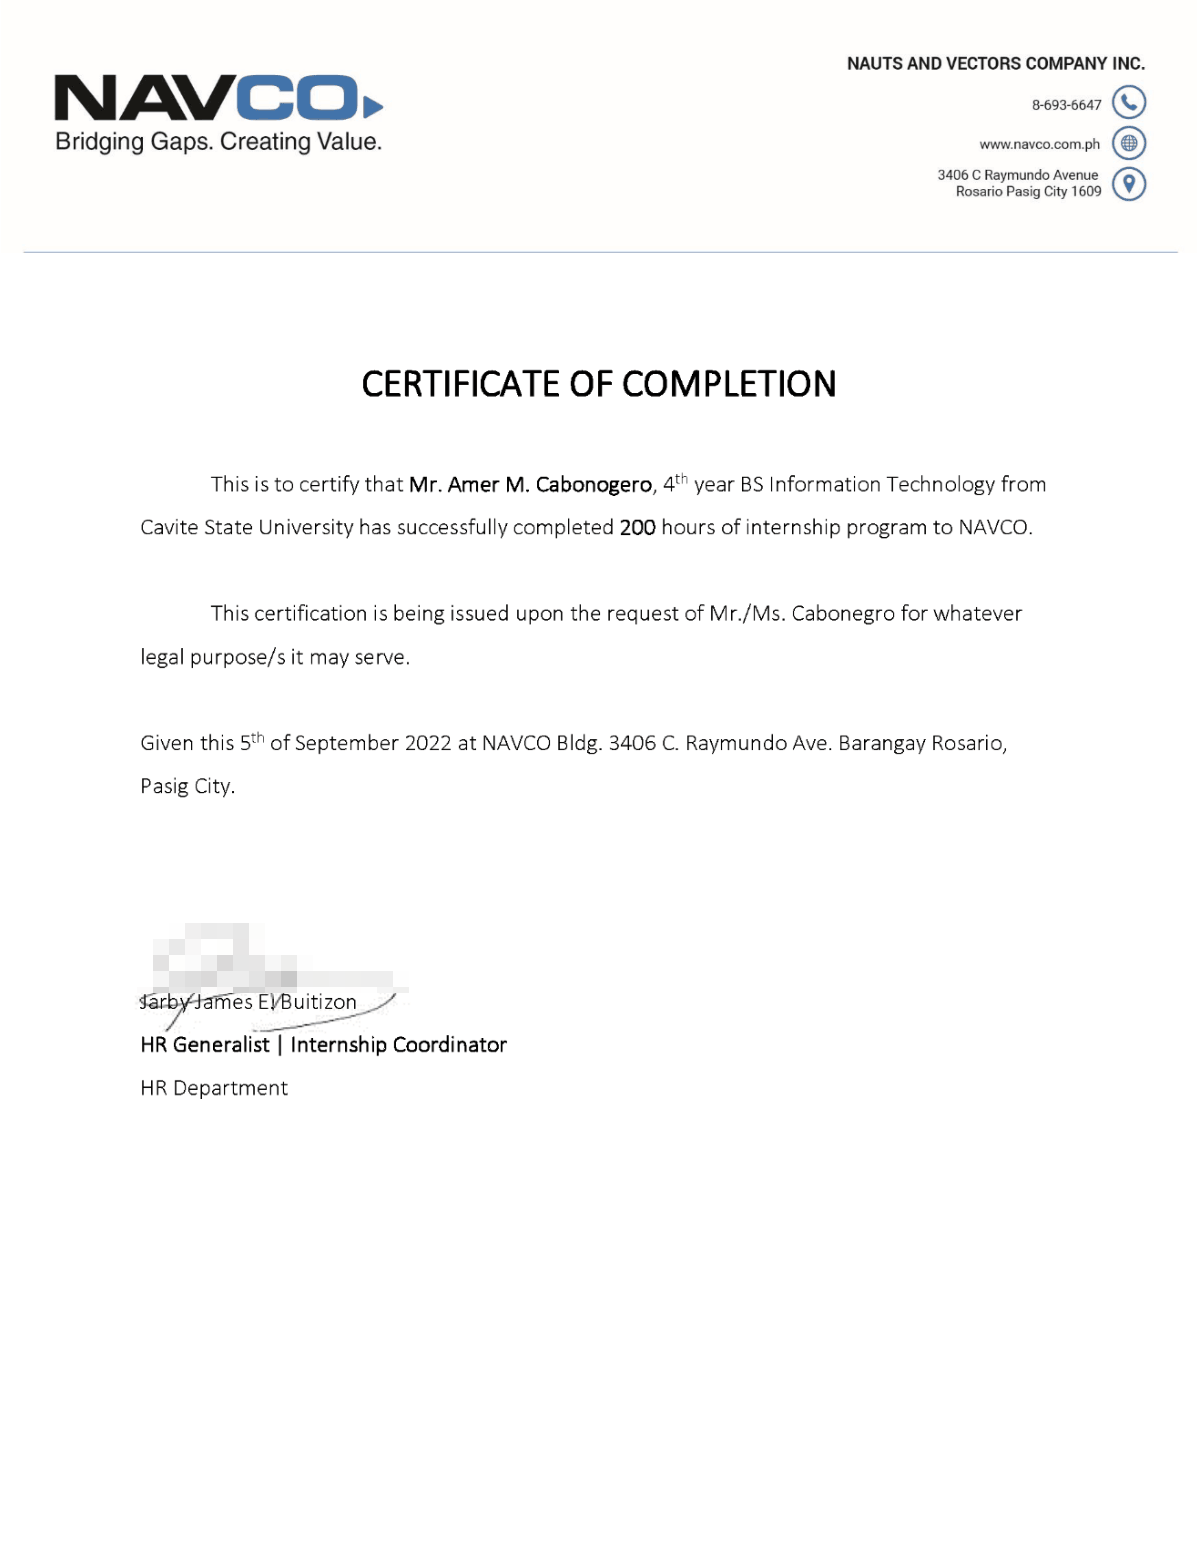 NAVCO
Bridging Gaps. Creating Value.
NAUTS AND VECTORS COMPANY INC.
8-693-6647
www.navco.com.ph
3406 C Raymundo Avenue
Rosario Pasig City 1609
CERTIFICATE OF COMPLETION
This is to certify that Mr. Amer M. Cabonogero, 4th year BS Information Technology from
Cavite State University has successfully completed 200 hours of internship program to NAVCO.
This certification is being issued upon the request of Mr./Ms. Cabonegro for whatever
legal purpose/s it may serve.
Given this 5th of September 2022 at NAVCO Bldg. 3406 C. Raymundo Ave. Barangay Rosario,
Pasig City.
Jarby James E. Buitizon
HR Generalist | Internship Coordinator
HR Department